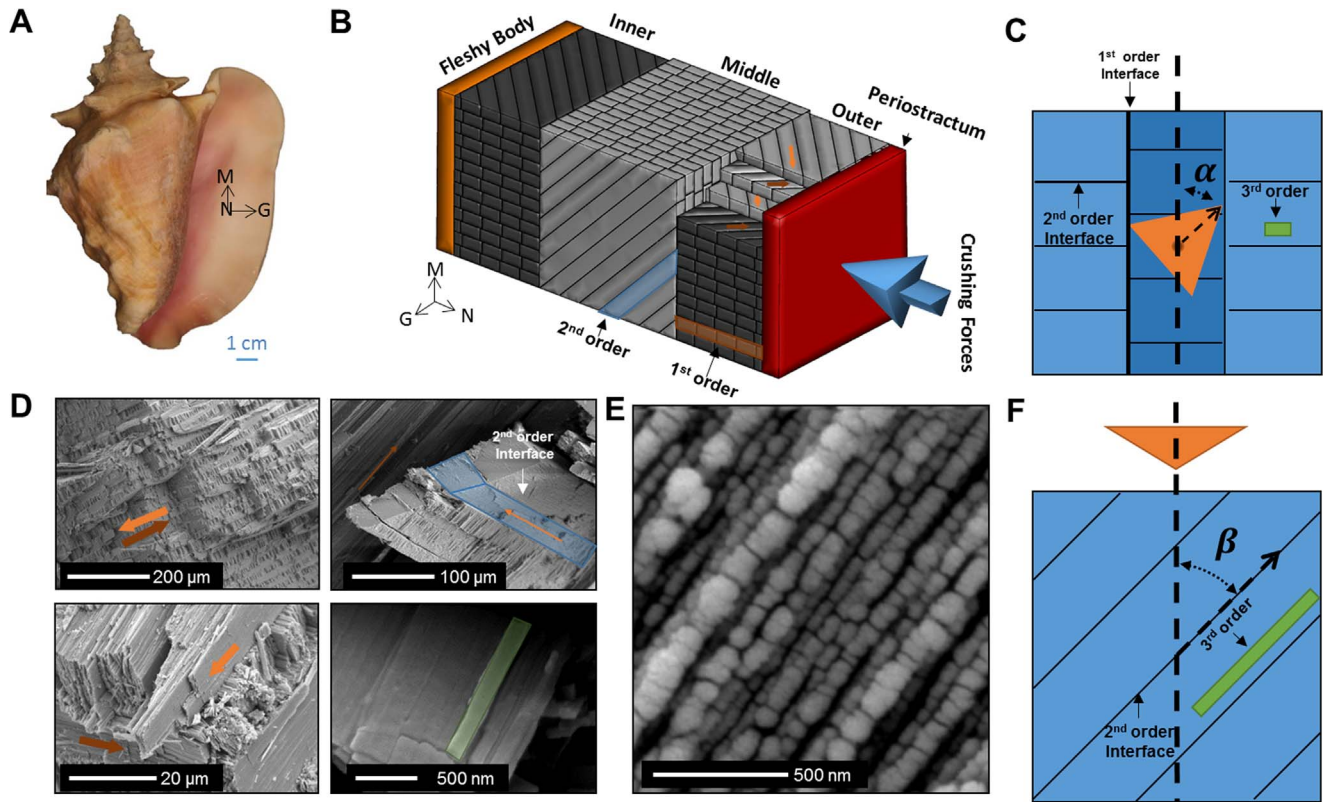 A
M
N
G
1 cm
B
Fleshy Body
Inner
Middle
Outer
Periostractum
Crushing Forces
M
G
N
2nd order
1st order
C
1st order
Interface
α
3rd order
2nd order
Interface
D
200 µm
2nd order
Interface
100 µm
20 µm
500 nm
E
500 nm
F
β
3rd order
2nd order
Interface